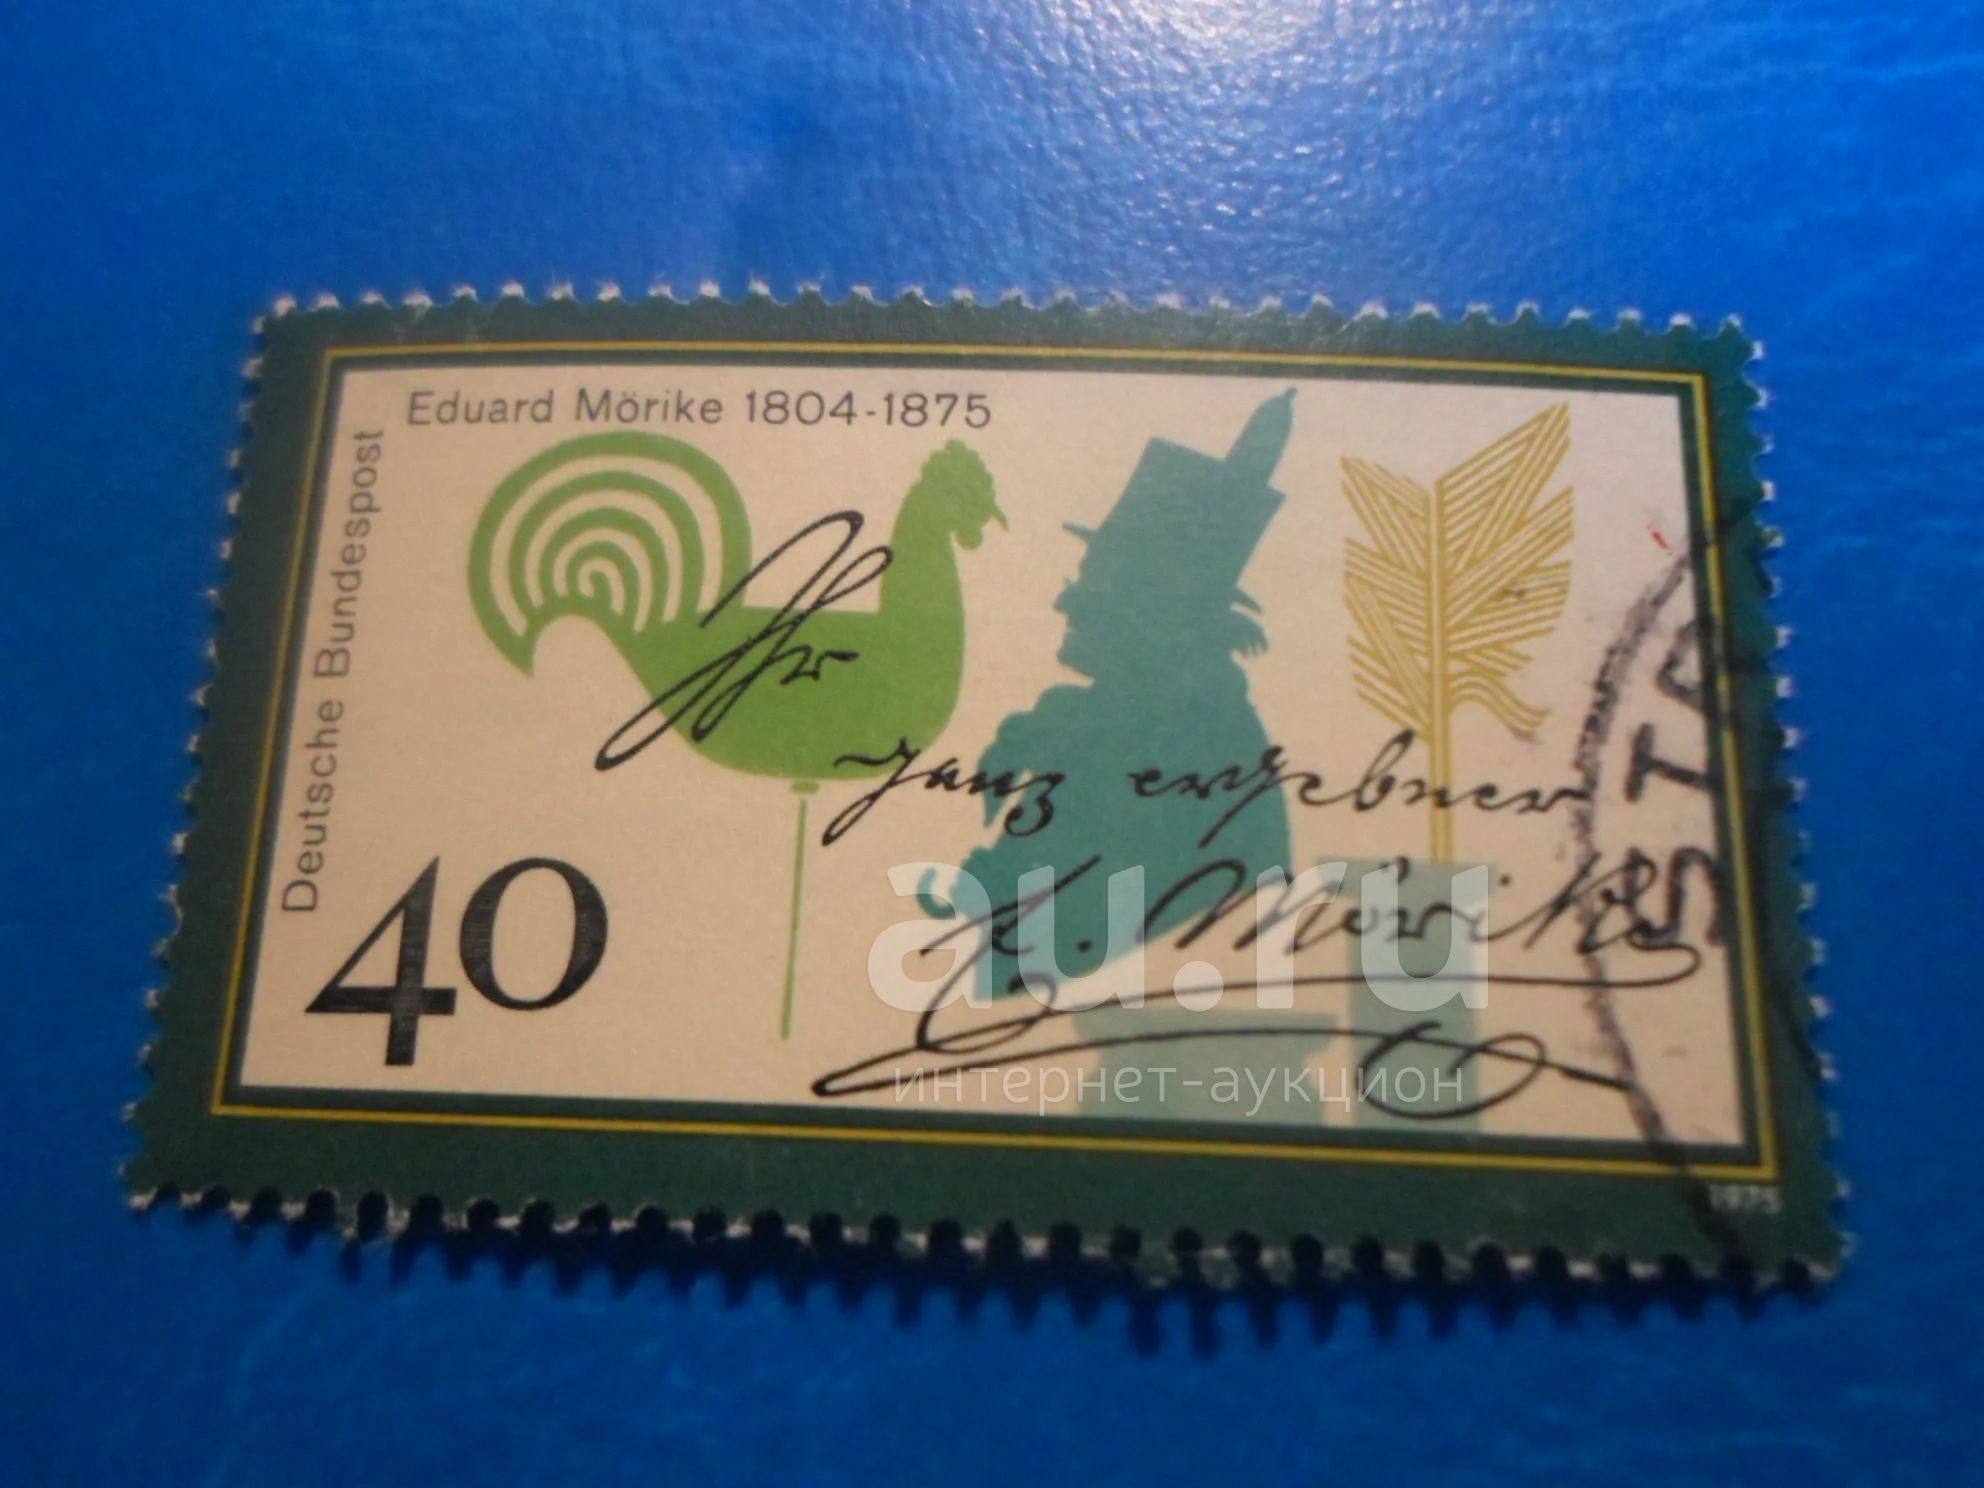 Eduard Mörike 1804-1875
Deutsche Bundespost
Ihr
ganz ergebner
E. Mörike
40
1975
au.ru
интернет-аукцион